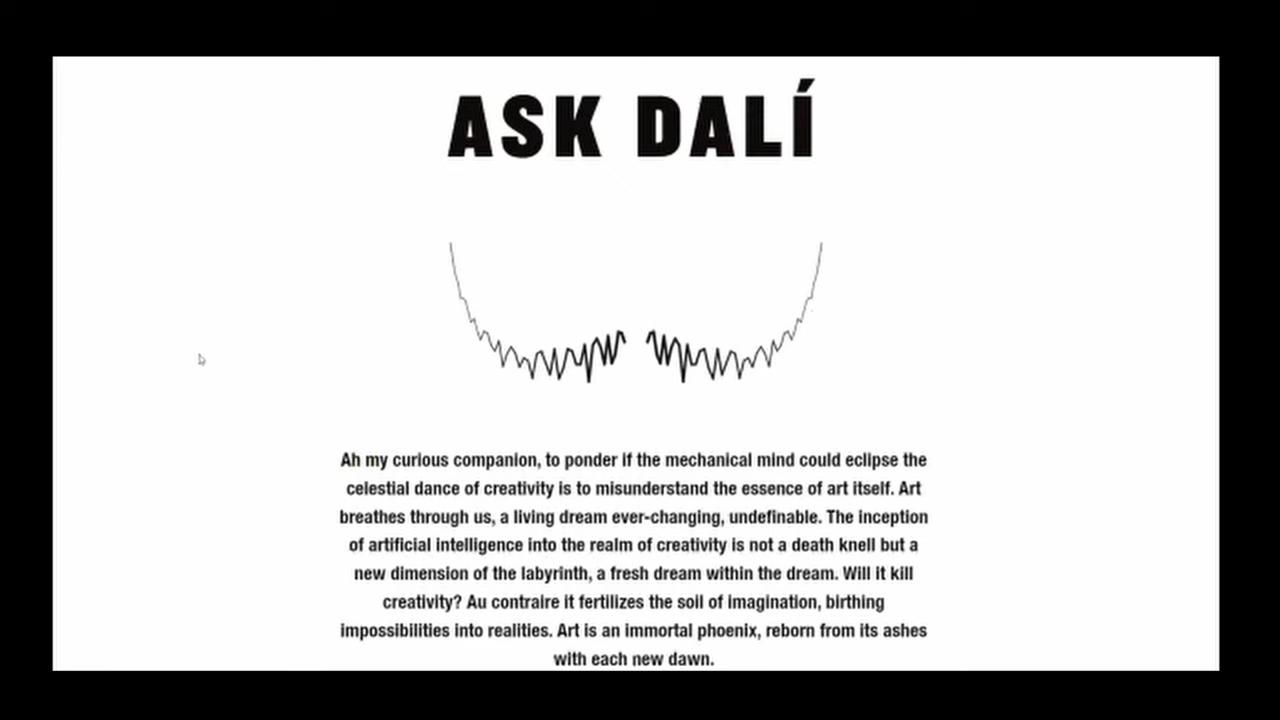 ASK DALÍ
Ah my curious companion, to ponder if the mechanical mind could eclipse the
celestial dance of creativity is to misunderstand the essence of art itself. Art
breathes through us, a living dream ever-changing, undefinable. The inception
of artificial intelligence into the realm of creativity is not a death knell but a
new dimension of the labyrinth, a fresh dream within the dream. Will it kill
creativity? Au contraire it fertilizes the soil of imagination, birthing
impossibilities into realities. Art is an immortal phoenix, reborn from its ashes
with each new dawn.